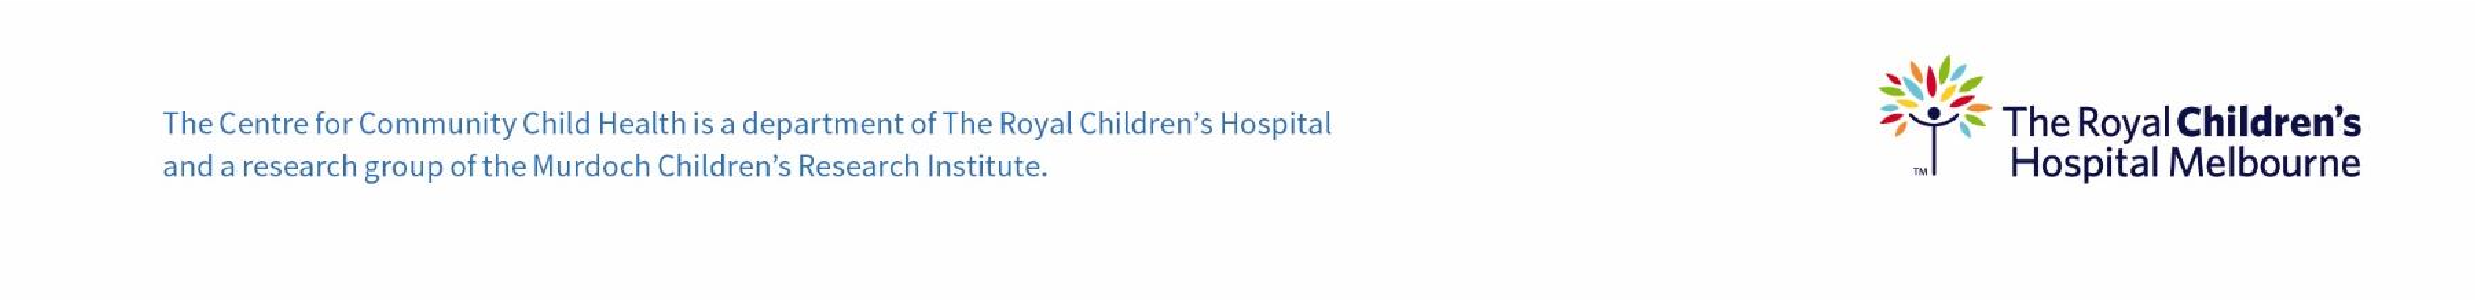 The Centre for Community Child Health is a department of The Royal Children's Hospital
and a research group of the Murdoch Children's Research Institute.
The Royal Children's
Hospital Melbourne
TM